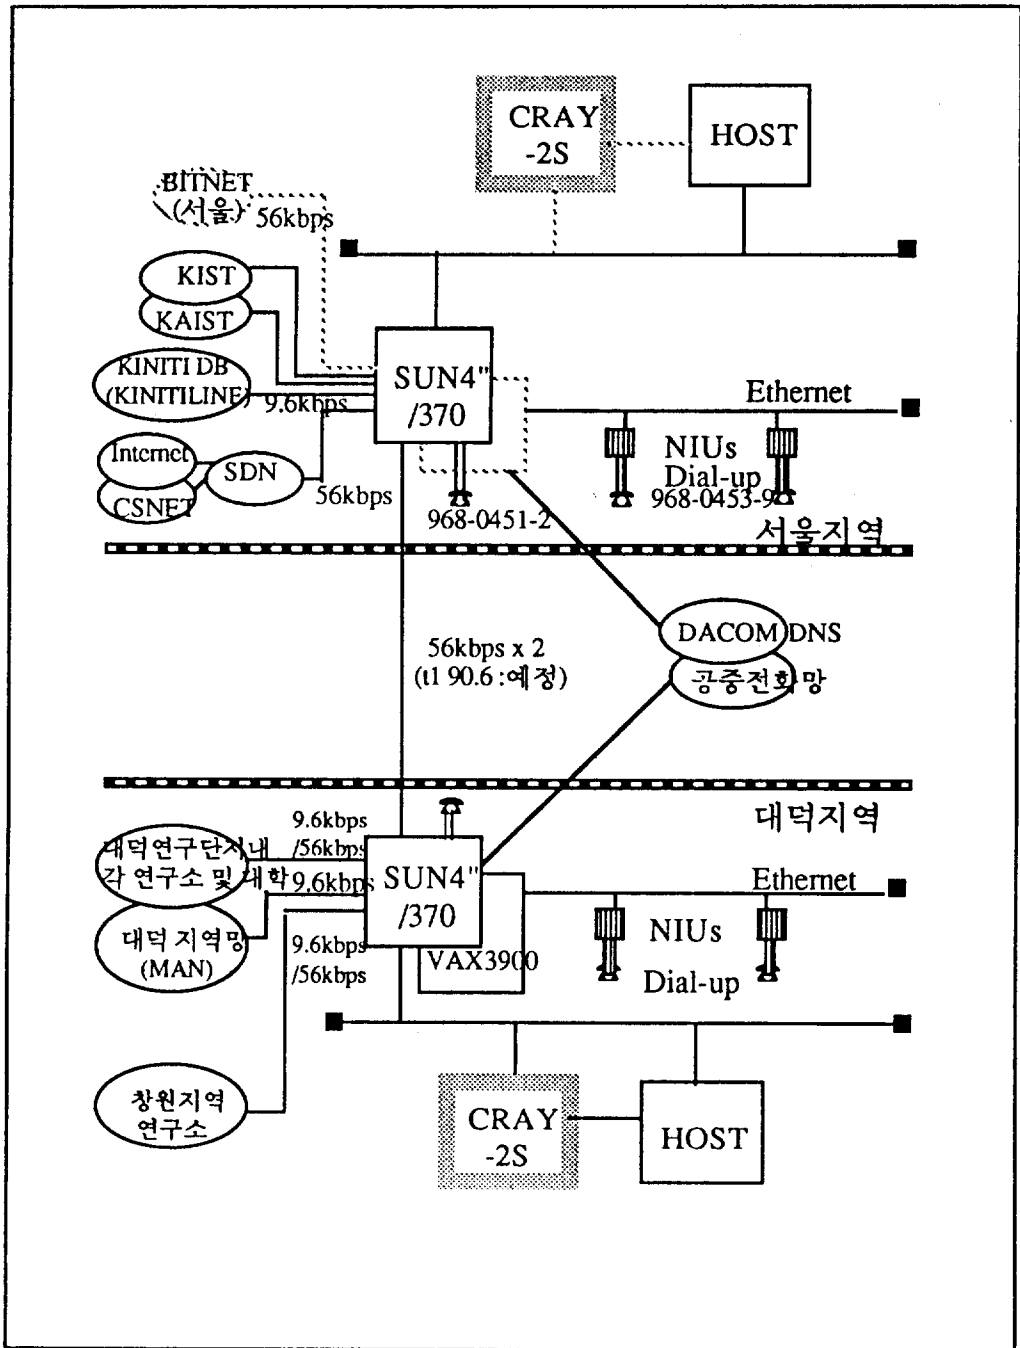 CRAY
-2S
HOST
BITNET
(서울)
56kbps
KIST
KAIST
KINITI DB
(KINITILINE)
9.6kbps
SUN4"
/370
Ethernet
Internet
CSNET
SDN
56kbps
NIUs
Dial-up
968-0453-9
968-0451-2
서울지역
DACOM DNS
공중전화망
56kbps x 2
(t1 90.6 :예정)
대덕지역
9.6kbps
/56kbps
대덕연구단지내
각 연구소 및 대학
9.6kbps
SUN4"
/370
Ethernet
대덕 지역망
(MAN)
9.6kbps
/56kbps
VAX3900
NIUs
Dial-up
창원지역
연구소
CRAY
-2S
HOST